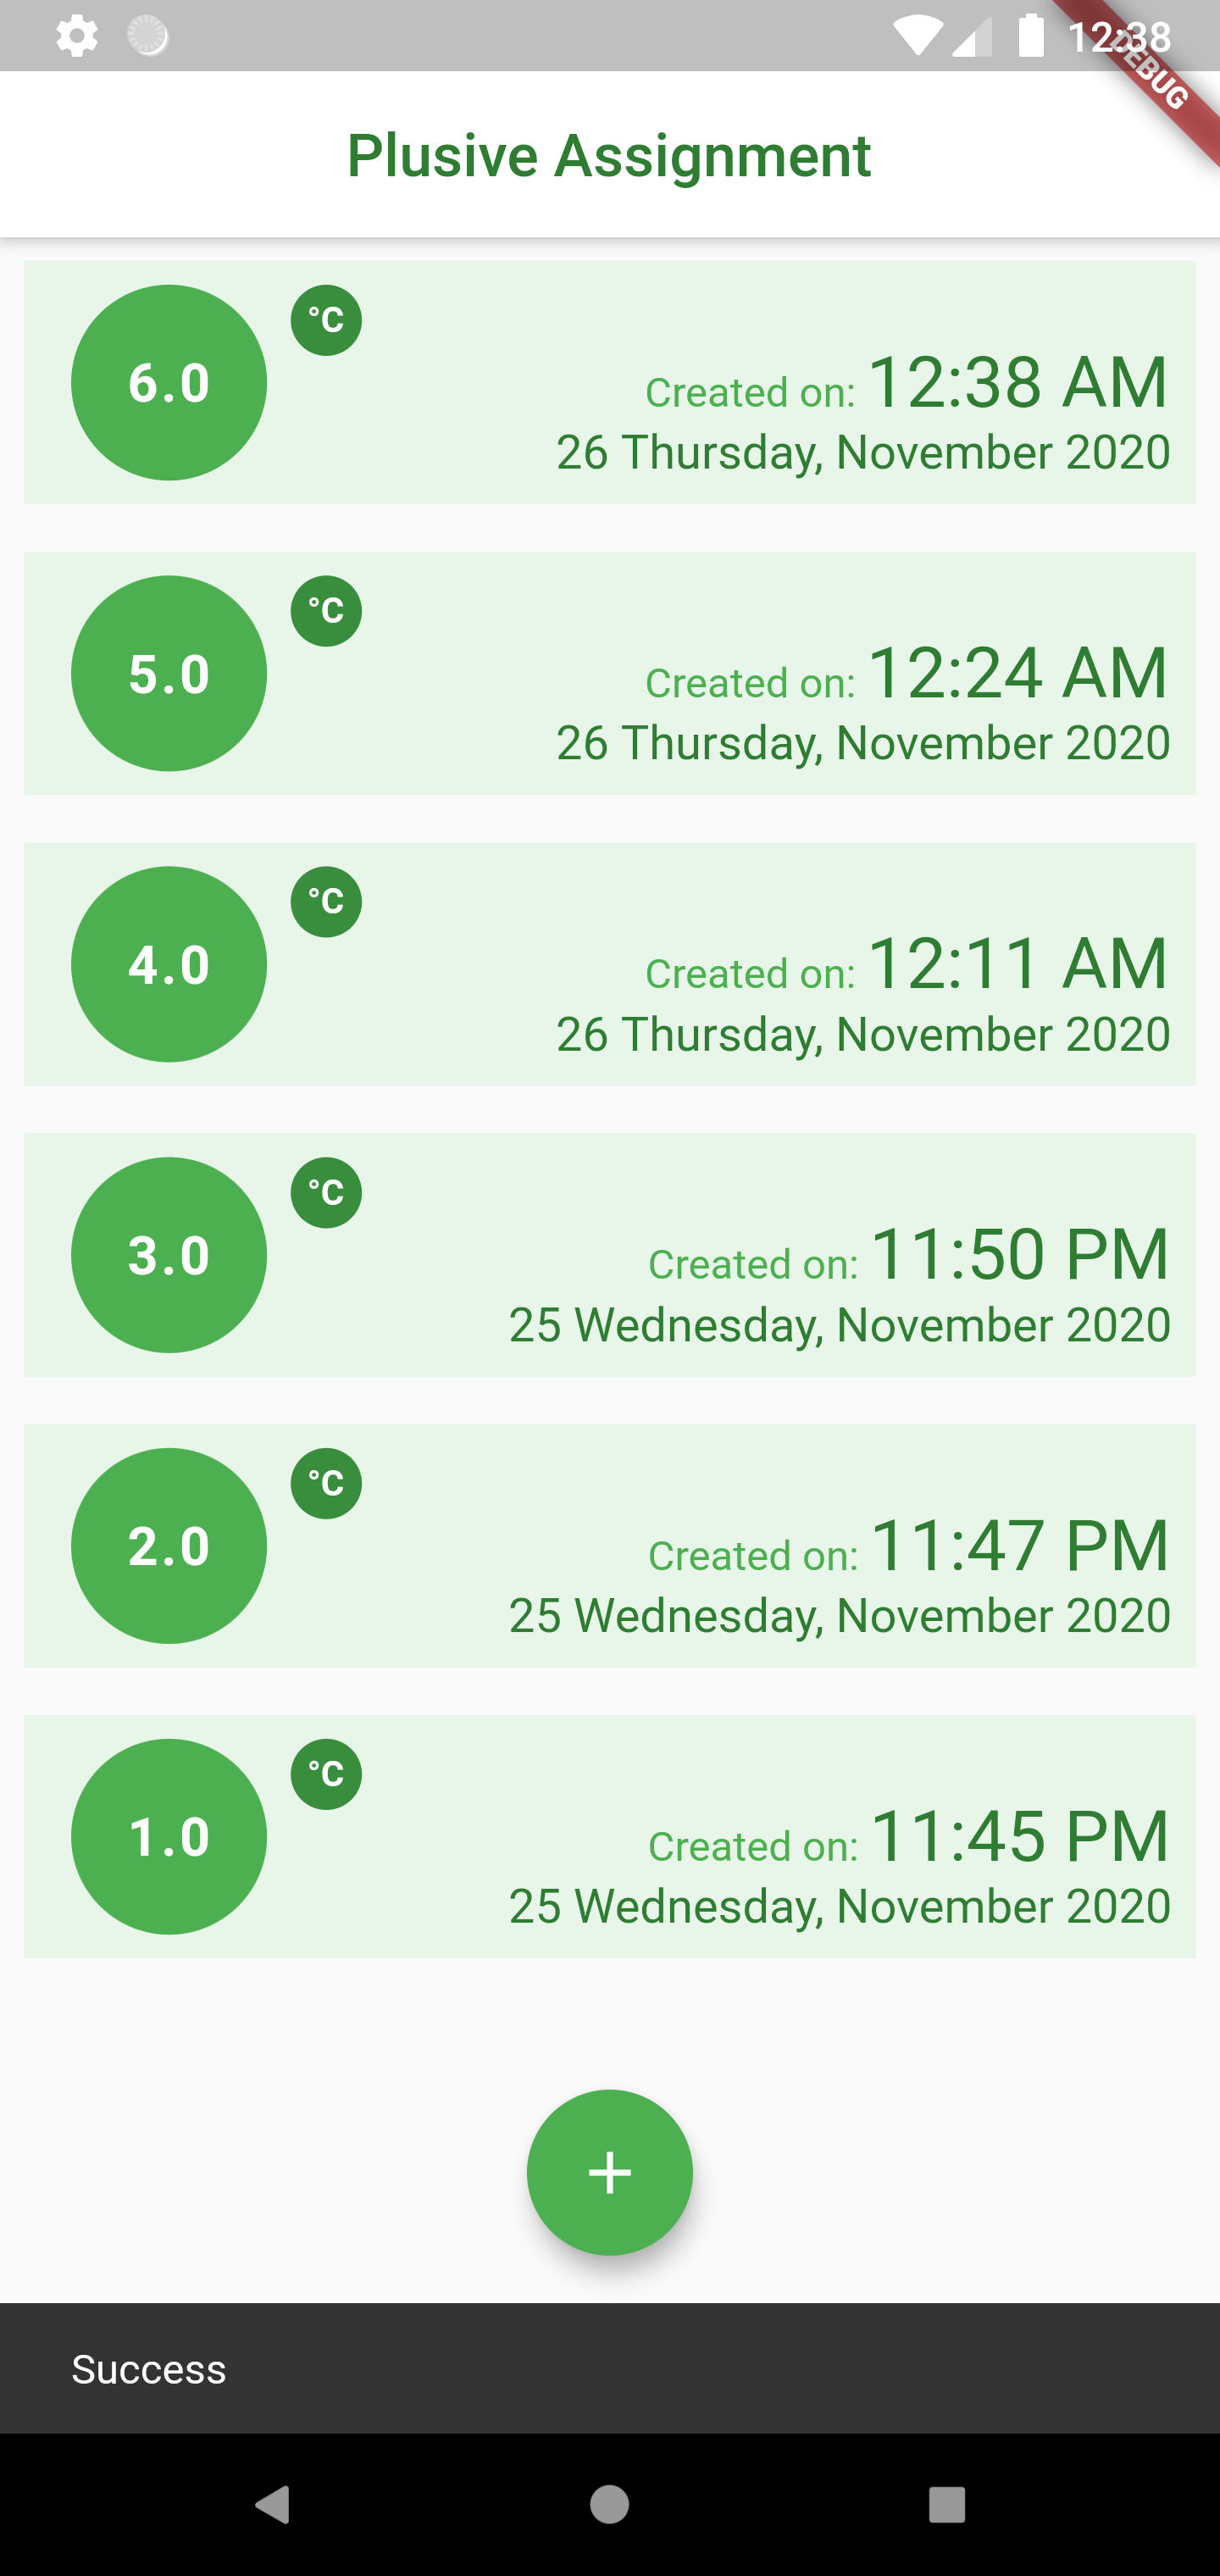 12:38
DEBUG
Plusive Assignment
6.0
°C
Created on: 12:38 AM
26 Thursday, November 2020
5.0
°C
Created on: 12:24 AM
26 Thursday, November 2020
4.0
°C
Created on: 12:11 AM
26 Thursday, November 2020
3.0
°C
Created on: 11:50 PM
25 Wednesday, November 2020
2.0
°C
Created on: 11:47 PM
25 Wednesday, November 2020
1.0
°C
Created on: 11:45 PM
25 Wednesday, November 2020
+
Success